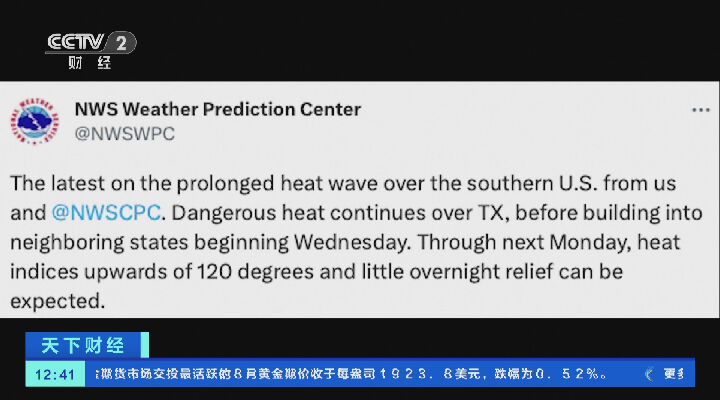 CCTV 2
财经
NWS Weather Prediction Center
@NWSWPC
The latest on the prolonged heat wave over the southern U.S. from us
and @NWSCPC. Dangerous heat continues over TX, before building into
neighboring states beginning Wednesday. Through next Monday, heat
indices upwards of 120 degrees and little overnight relief can be
expected.
天下财经
12:41 期货市场交投最活跃的8月黄金期价收于每盎司1923.8美元，跌幅为0.52%。 更多